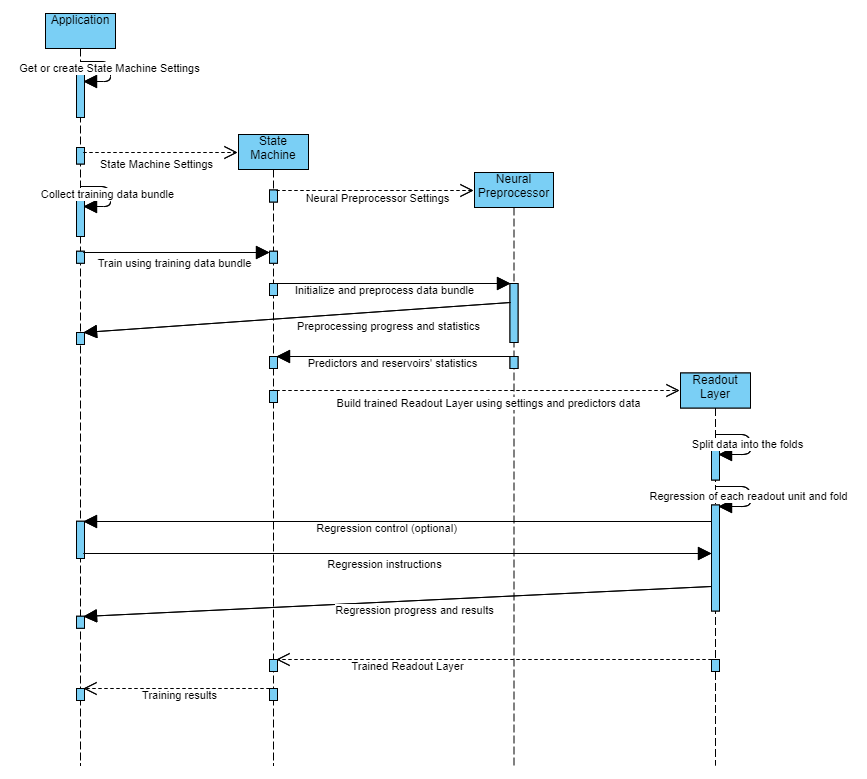 Application
Get or create State Machine Settings
State
Machine
State Machine Settings
Neural
Preprocessor
Collect training data bundle
Neural Preprocessor Settings
Train using training data bundle
Initialize and preprocess data bundle
Preprocessing progress and statistics
Predictors and reservoirs' statistics
Readout
Layer
Build trained Readout Layer using settings and predictors data
Split data into the folds
Regression of each readout unit and fold
Regression control (optional)
Regression instructions
Regression progress and results
Trained Readout Layer
Training results